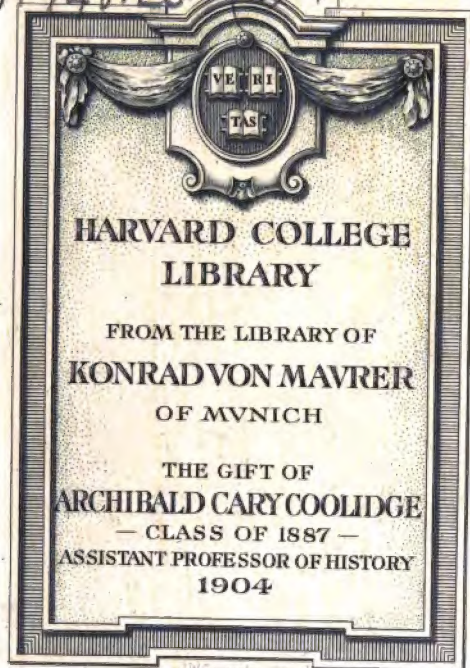 VE RI
TAS
HARVARD COLLEGE
LIBRARY
FROM THE LIBRARY OF
KONRAD VON MAVRER
OF MVNICH
THE GIFT OF
ARCHIBALD CARY COOLIDGE
— CLASS OF 1887 —
ASSISTANT PROFESSOR OF HISTORY
1904